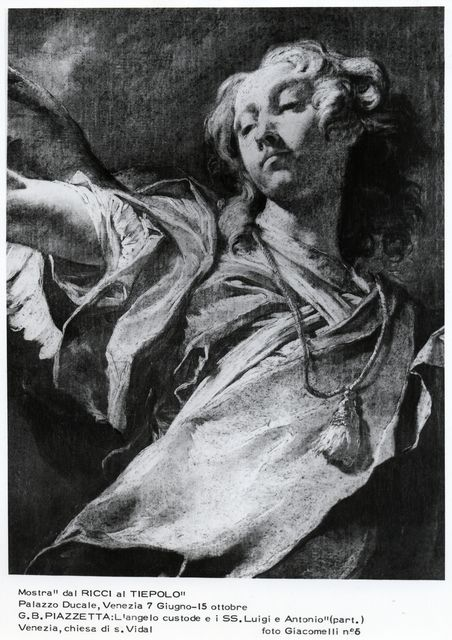 Mostra" dal RICCI al TIEPOLO"
Palazzo Ducale, Venezia 7 Giugno-15 ottobre
G.B.PIAZZETTA:L'angelo custode e i SS.Luigi e Antonio"(part.)
Venezia, chiesa di s.Vidal foto Giacomelli n°6